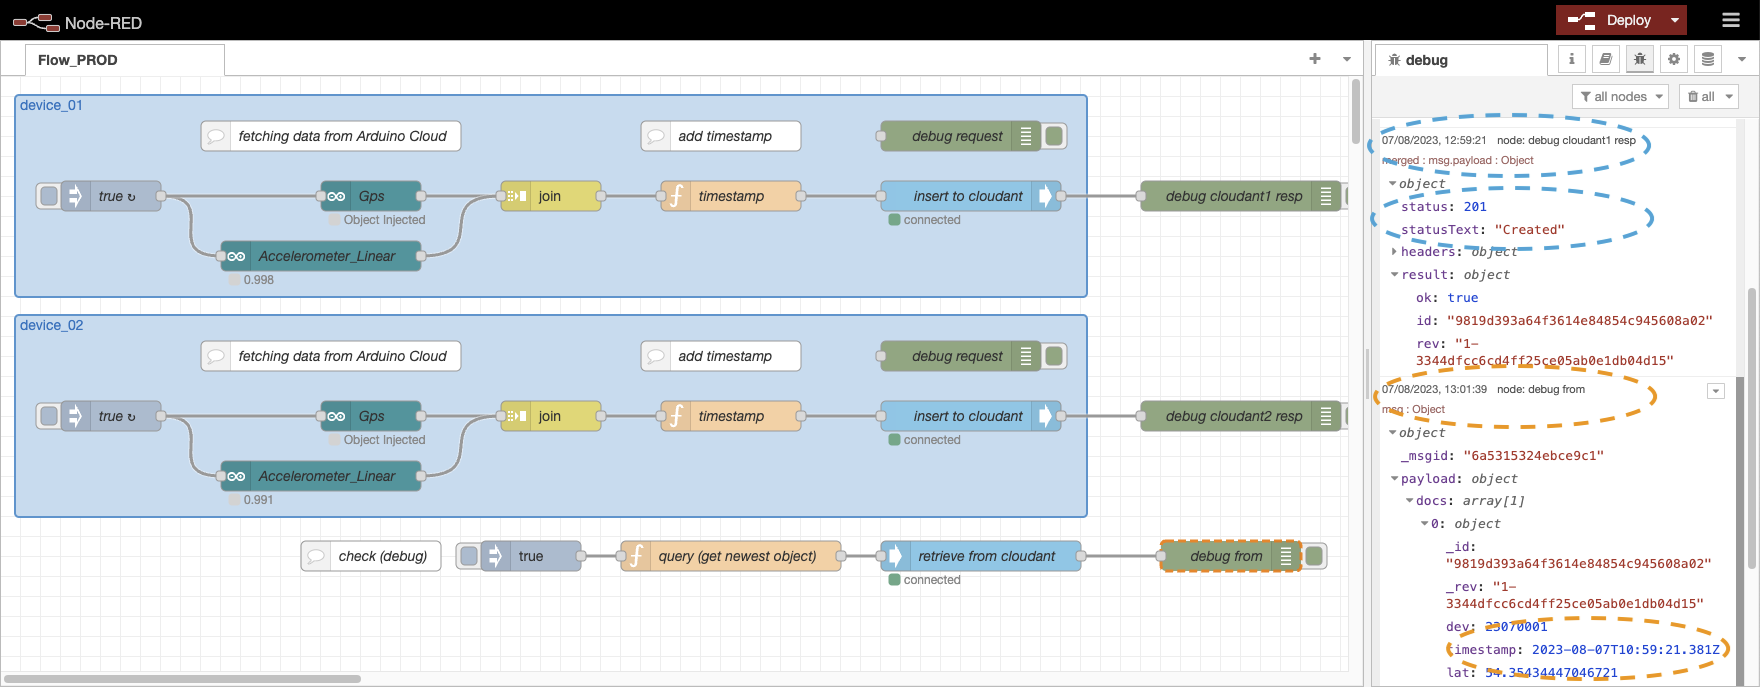 Node-RED
Deploy
Flow_PROD
device_01
fetching data from Arduino Cloud
add timestamp
debug request
true ↻
Gps
Object Injected
join
timestamp
insert to cloudant
connected
debug cloudant1 resp
Accelerometer_Linear
0.998
device_02
fetching data from Arduino Cloud
add timestamp
debug request
true ↻
Gps
Object Injected
join
timestamp
insert to cloudant
connected
debug cloudant2 resp
Accelerometer_Linear
0.991
check (debug)
true
query (get newest object)
retrieve from cloudant
connected
debug from
debug
i
all nodes
all
07/08/2023, 12:59:21 node: debug cloudant1 resp
merged : msg.payload : Object
object
status: 201
statusText: "Created"
headers: object
result: object
ok: true
id: "9819d393a64f3614e84854c945608a02"
rev: "1-
3344dfcc6cd4ff25ce05ab0e1db04d15"
07/08/2023, 13:01:39 node: debug from
msg : Object
object
_msgid: "6a5315324ebce9c1"
payload: object
docs: array[1]
0: object
_id:
"9819d393a64f3614e84854c945608a02"
_rev: "1-
3344dfcc6cd4ff25ce05ab0e1db04d15"
dev: 23070001
timestamp: 2023-08-07T10:59:21.381Z
lat: 54.35434447046721